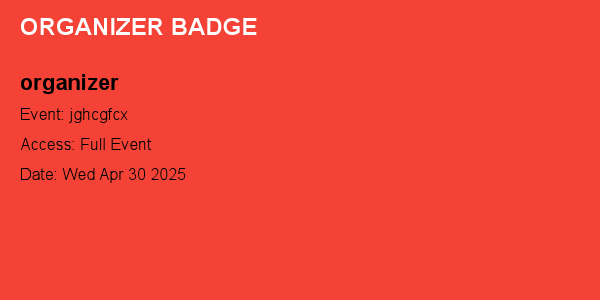 ORGANIZER BADGE
organizer
Event: jghcgfcx
Access: Full Event
Date: Wed Apr 30 2025